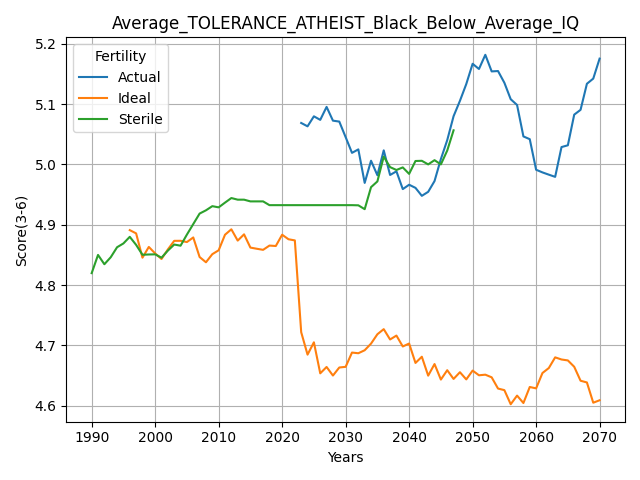 Average_TOLERANCE_ATHEIST_Black_Below_Average_IQ
Fertility
Actual
Ideal
Sterile
Score(3-6)
5.2
5.1
5.0
4.9
4.8
4.7
4.6
1990 2000 2010 2020 2030 2040 2050 2060 2070
Years